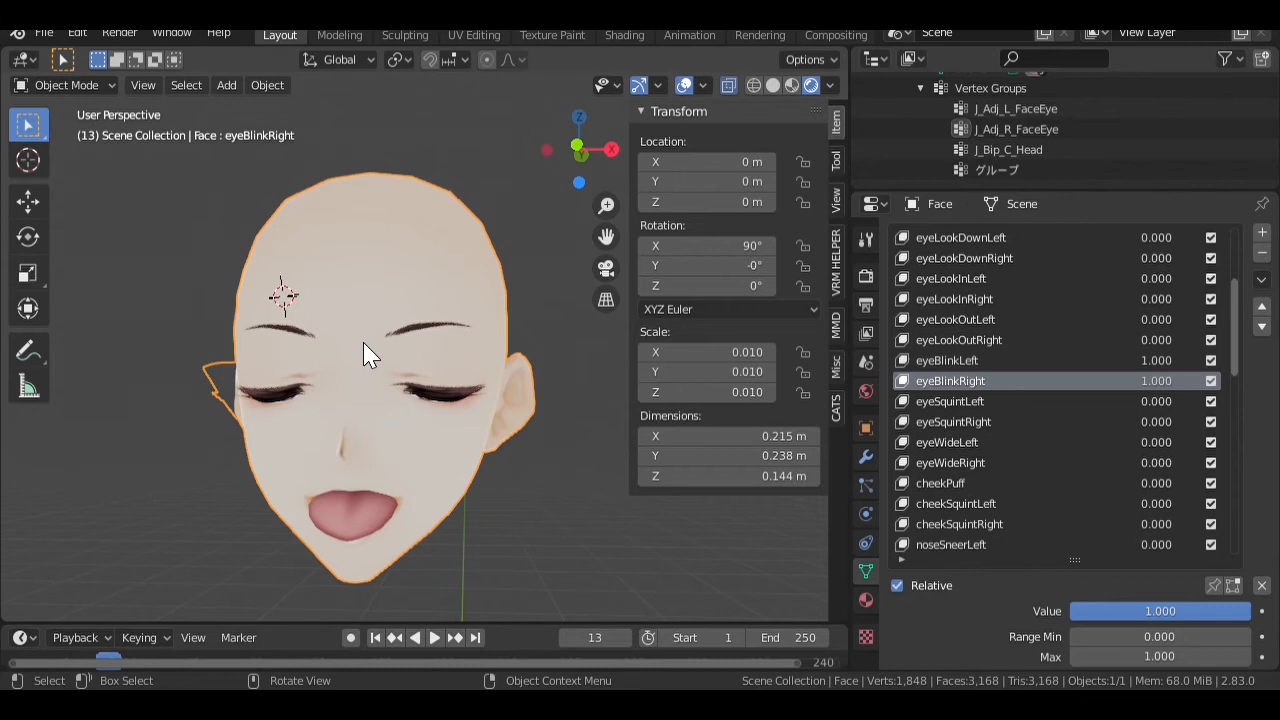 File Edit Render Window Help
Layout Modeling Sculpting UV Editing Texture Paint Shading Animation Rendering Compositing
Scene
View Layer
Global
Options
Object Mode View Select Add Object
User Perspective
(13) Scene Collection | Face : eyeBlinkRight
Z
X
Y
Transform
Location:
X 0 m
Y 0 m
Z 0 m
Rotation:
X 90°
Y -0°
Z 0°
XYZ Euler
Scale:
X 0.010
Y 0.010
Z 0.010
Dimensions:
X 0.215 m
Y 0.238 m
Z 0.144 m
Item
Tool
View
VRM HELPER
MMD
Misc
CATS
Vertex Groups
J_Adj_L_FaceEye
J_Adj_R_FaceEye
J_Bip_C_Head
グループ
Face Scene
eyeLookDownLeft 0.000
eyeLookDownRight 0.000
eyeLookInLeft 0.000
eyeLookInRight 0.000
eyeLookOutLeft 0.000
eyeLookOutRight 0.000
eyeBlinkLeft 1.000
eyeBlinkRight 1.000
eyeSquintLeft 0.000
eyeSquintRight 0.000
eyeWideLeft 0.000
eyeWideRight 0.000
cheekPuff 0.000
cheekSquintLeft 0.000
cheekSquintRight 0.000
noseSneerLeft 0.000
Relative
Value 1.000
Range Min 0.000
Max 1.000
Playback Keying View Marker 13 Start 1 End 250
240
Select Box Select Rotate View Object Context Menu
Scene Collection | Face | Verts:1,848 | Faces:3,168 | Tris:3,168 | Objects:1/1 | Mem: 68.0 MiB | 2.83.0